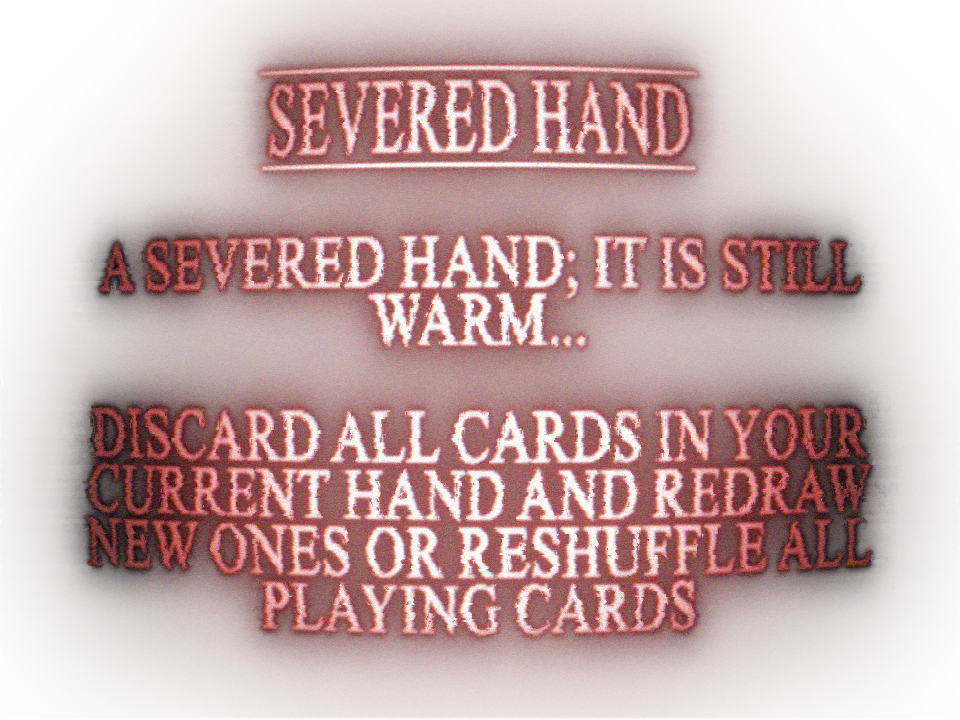 SEVERED HAND
A SEVERED HAND; IT IS STILL
WARM...
DISCARD ALL CARDS IN YOUR
CURRENT HAND AND REDRAW
NEW ONES OR RESHUFFLE ALL
PLAYING CARDS